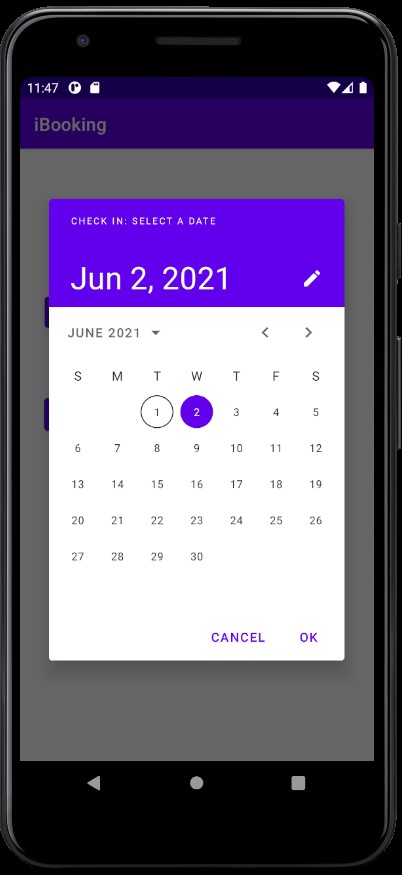 11:47
iBooking
CHECK IN: SELECT A DATE
Jun 2, 2021
JUNE 2021
S M T W T F S
1 2 3 4 5
6 7 8 9 10 11 12
13 14 15 16 17 18 19
20 21 22 23 24 25 26
27 28 29 30
CANCEL OK